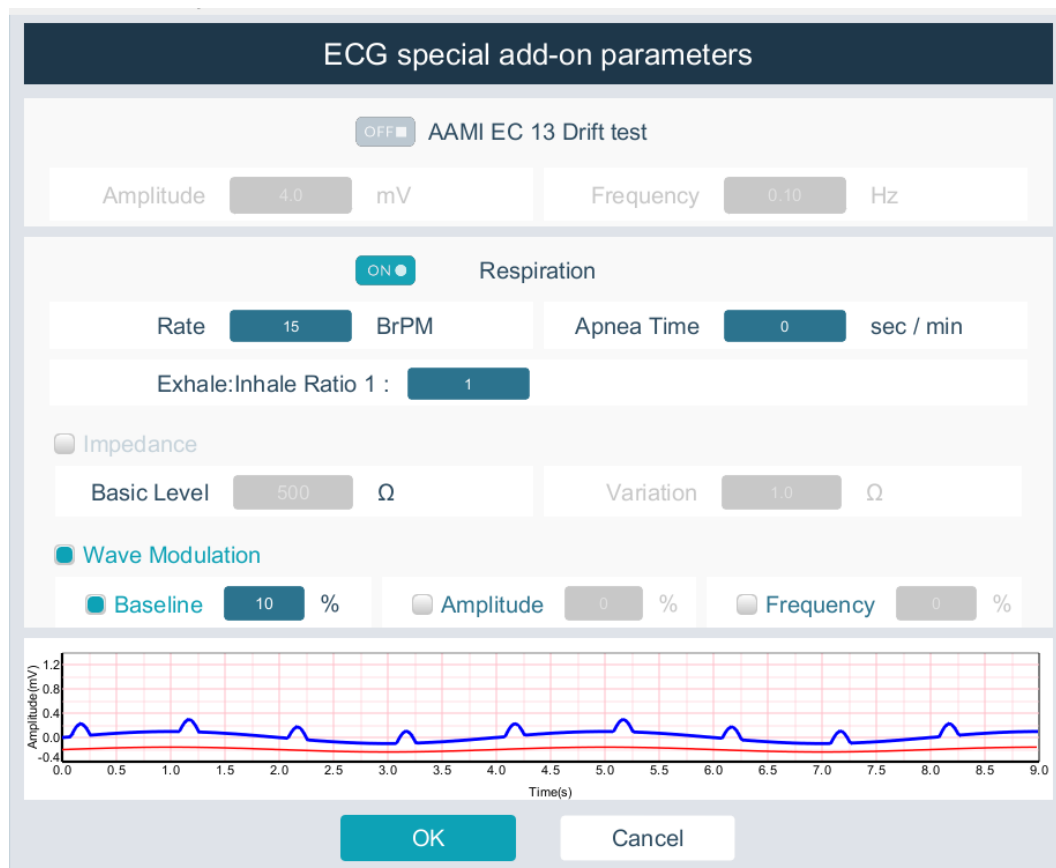 ECG special add-on parameters
OFF AAMI EC 13 Drift test
Amplitude 4.0 mV Frequency 0.10 Hz
ON Respiration
Rate 15 BrPM Apnea Time 0 sec / min
Exhale:Inhale Ratio 1 : 1
Impedance
Basic Level 500 Ω Variation 1.0 Ω
Wave Modulation
Baseline 10 % Amplitude 0 % Frequency 0 %
Amplitude(mV)
1.2
0.8
0.4
0.0
-0.4
0.0 0.5 1.0 1.5 2.0 2.5 3.0 3.5 4.0 4.5 5.0 5.5 6.0 6.5 7.0 7.5 8.0 8.5 9.0
Time(s)
OK Cancel